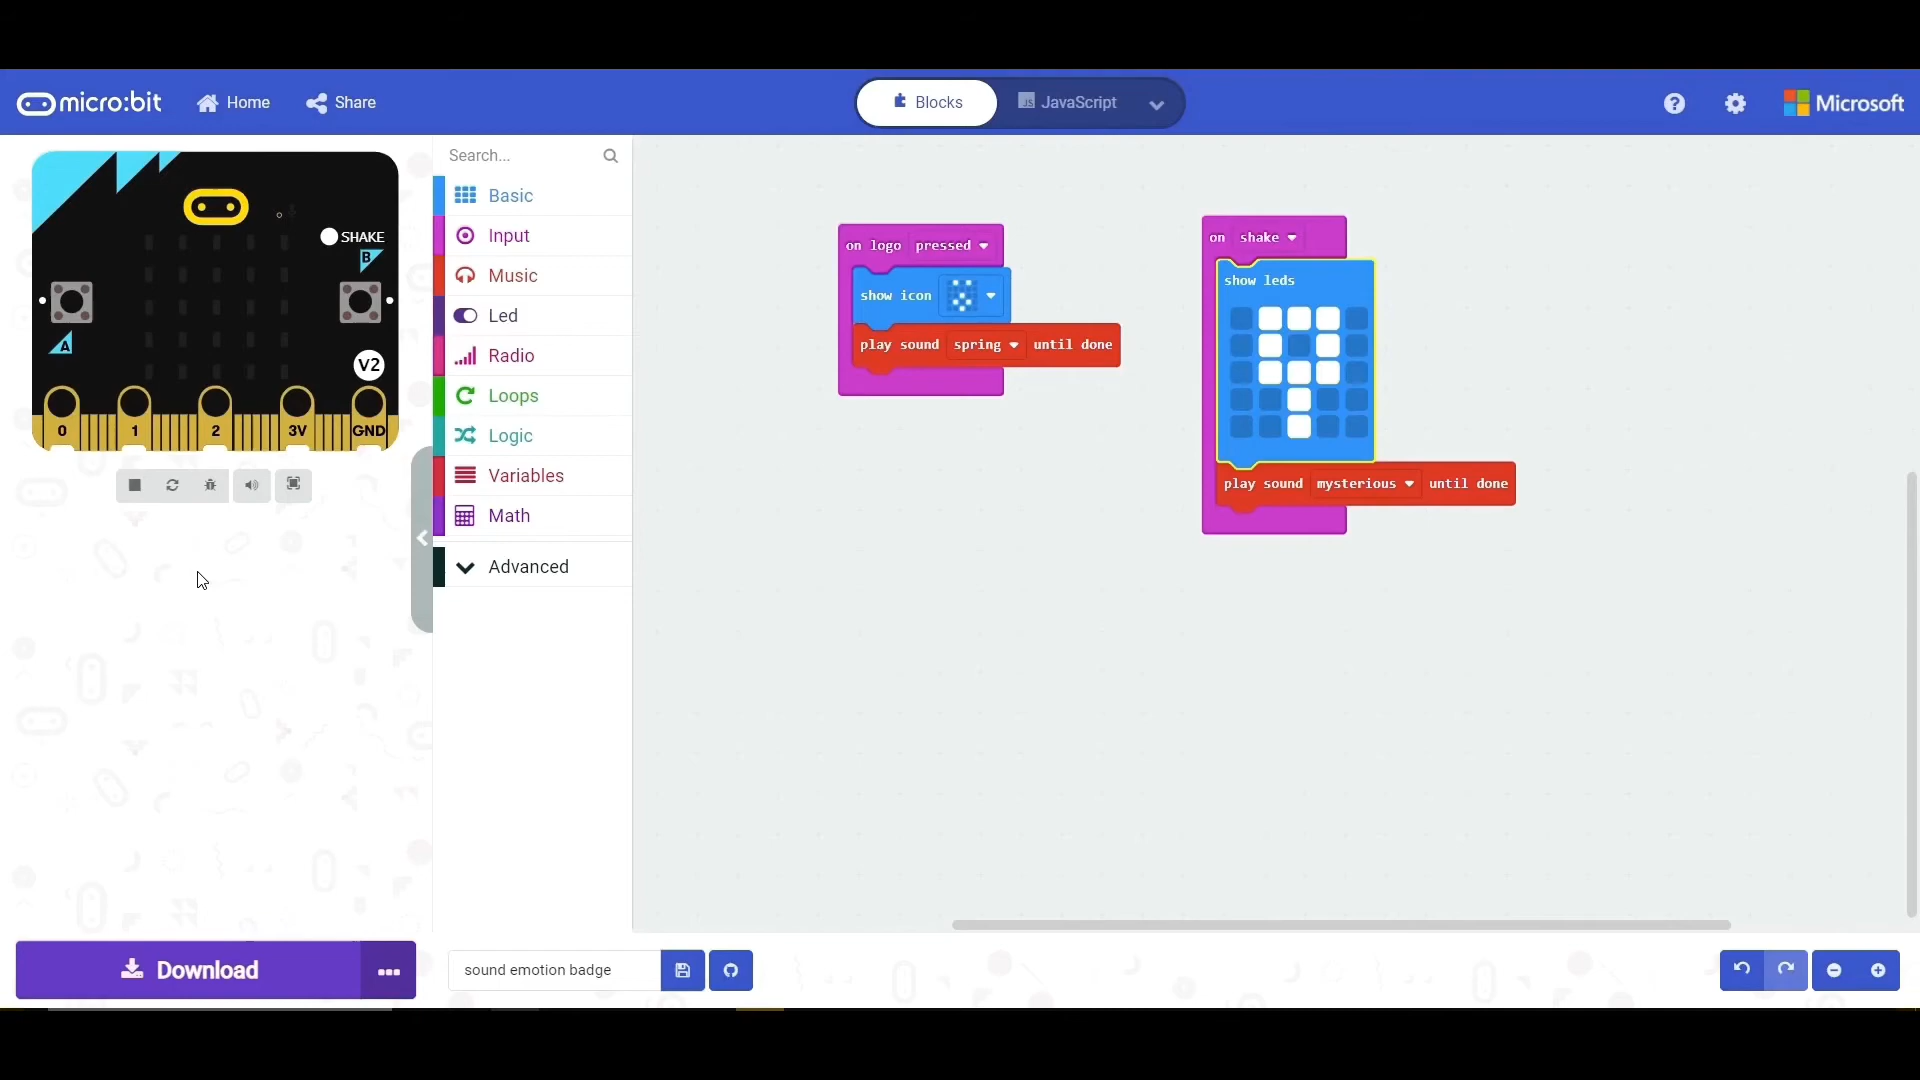 micro:bit Home Share Blocks JS JavaScript ? Microsoft
SHAKE
B
A
V2
0 1 2 3V GND
Search...
Basic
Input
Music
Led
Radio
Loops
Logic
Variables
Math
Advanced
on logo pressed
show icon
play sound spring until done
on shake
show leds
play sound mysterious until done
Download ...
sound emotion badge